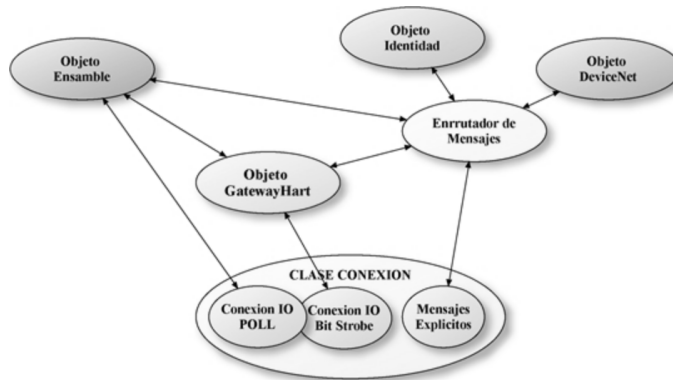 Objeto
Identidad
Objeto
Ensamble
Objeto
DeviceNet
Enrrutador de
Mensajes
Objeto
GatewayHart
CLASE CONEXION
Conexion IO
POLL
Conexion IO
Bit Strobe
Mensajes
Explicitos